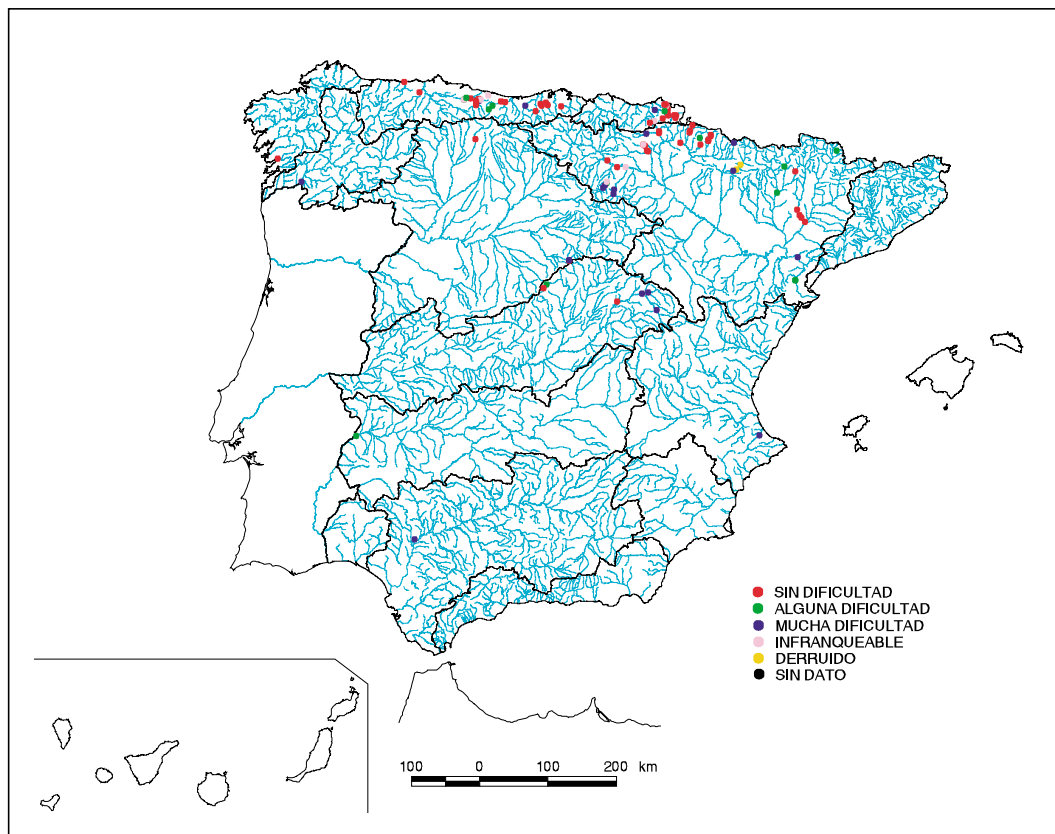 SIN DIFICULTAD
ALGUNA DIFICULTAD
MUCHA DIFICULTAD
INFRANQUEABLE
DERRUIDO
SIN DATO
100 0 100 200 km